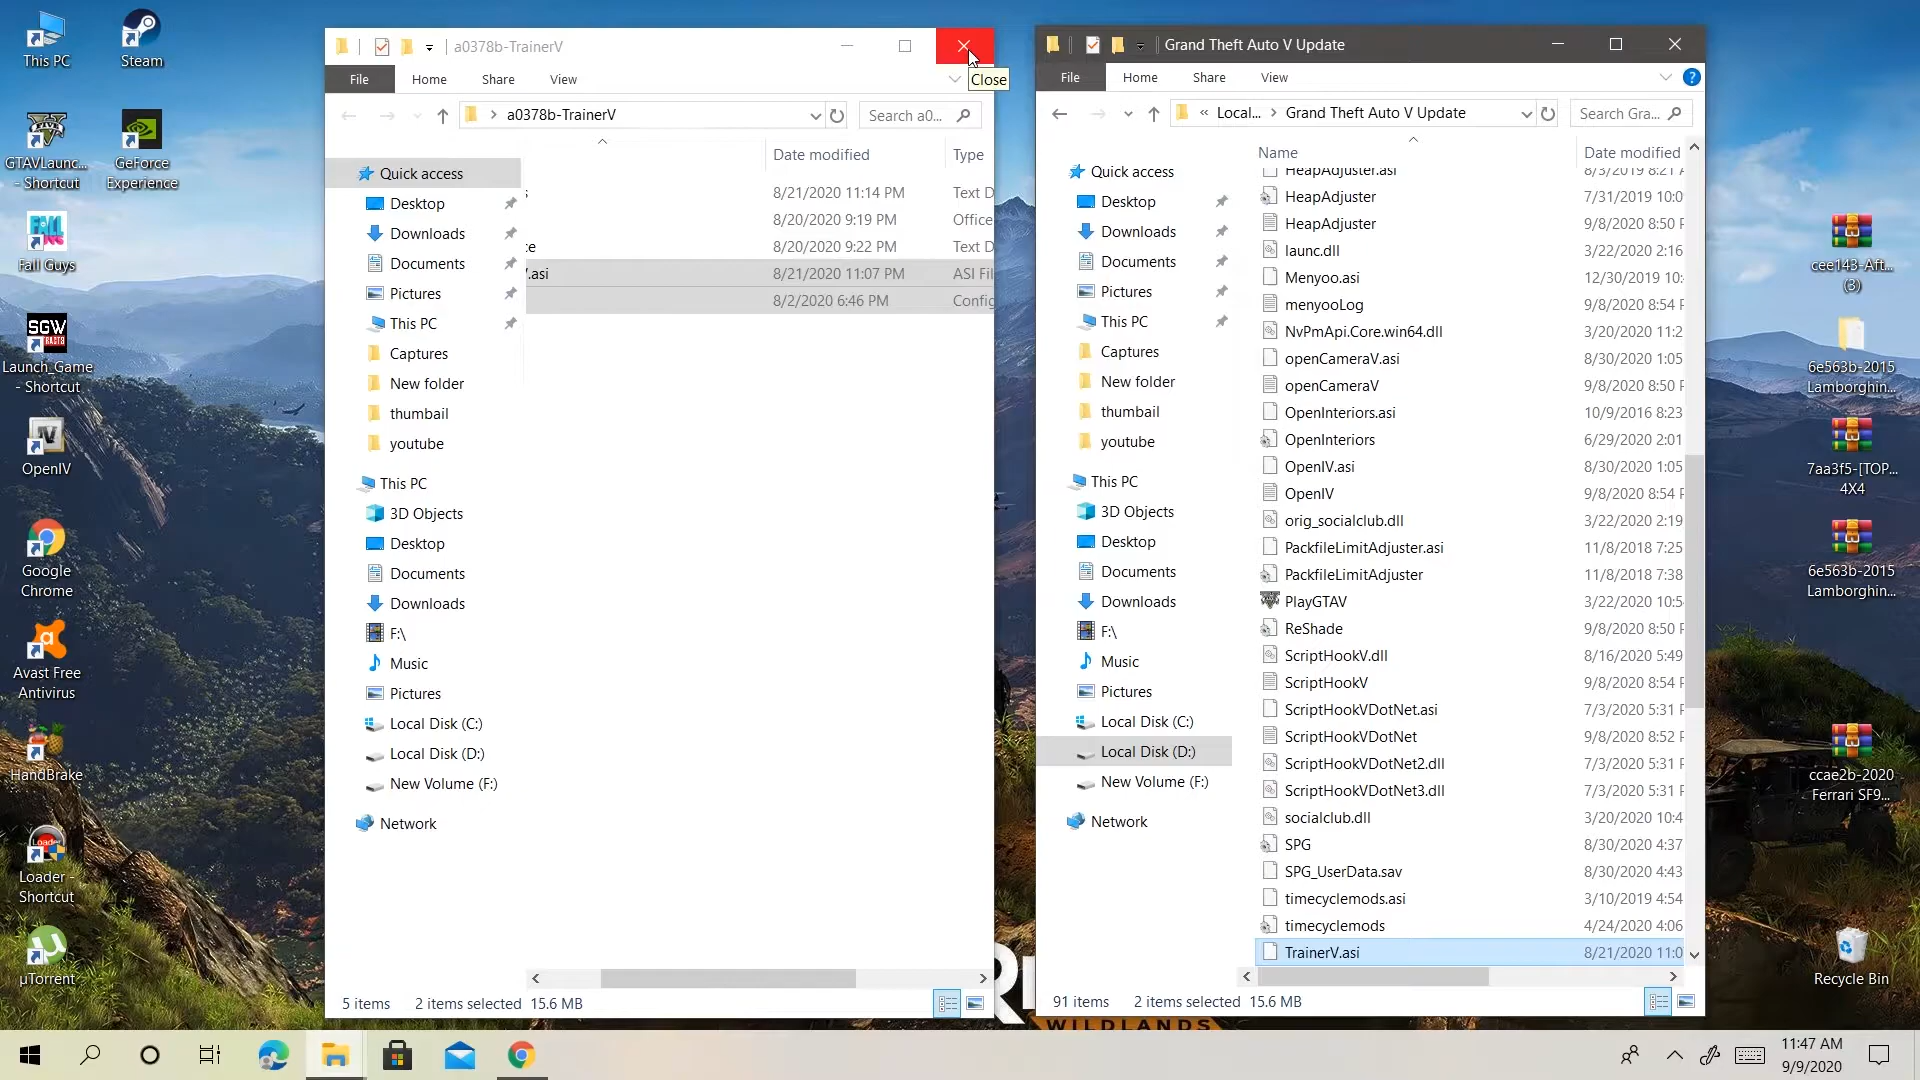 This PC
Steam
GTAVLaunc...
- Shortcut
GeForce
Experience
Fall Guys
SGW
Launch_Game
- Shortcut
OpenIV
Google
Chrome
Avast Free
Antivirus
HandBrake
Loader -
Shortcut
µTorrent
a0378b-TrainerV
Close
File
Home
Share
View
a0378b-TrainerV
Search a0...
Date modified
Type
Quick access
Desktop
Downloads
Documents
Pictures
This PC
Captures
New folder
thumbail
youtube
This PC
3D Objects
Desktop
Documents
Downloads
F:\
Music
Pictures
Local Disk (C:)
Local Disk (D:)
New Volume (F:)
Network
8/21/2020 11:14 PM Text D
8/20/2020 9:19 PM Office
ce 8/20/2020 9:22 PM Text D
.asi 8/21/2020 11:07 PM ASI Fil
8/2/2020 6:46 PM Config
5 items 2 items selected 15.6 MB
Grand Theft Auto V Update
File
Home
Share
View
« Local... > Grand Theft Auto V Update
Search Gra...
Quick access
Desktop
Downloads
Documents
Pictures
This PC
Captures
New folder
thumbail
youtube
This PC
3D Objects
Desktop
Documents
Downloads
F:\
Music
Pictures
Local Disk (C:)
Local Disk (D:)
New Volume (F:)
Network
Name Date modified
HeapAdjuster.asi 8/3/2019 8:21 A
HeapAdjuster 7/31/2019 10:0
HeapAdjuster 9/8/2020 8:50 P
launc.dll 3/22/2020 2:16
Menyoo.asi 12/30/2019 10:
menyooLog 9/8/2020 8:54 P
NvPmApi.Core.win64.dll 3/20/2020 11:2
openCameraV.asi 8/30/2020 1:05
openCameraV 9/8/2020 8:50 P
OpenInteriors.asi 10/9/2016 8:23
OpenInteriors 6/29/2020 2:01
OpenIV.asi 8/30/2020 1:05
OpenIV 9/8/2020 8:54 P
orig_socialclub.dll 3/22/2020 2:19
PackfileLimitAdjuster.asi 11/8/2018 7:25
PackfileLimitAdjuster 11/8/2018 7:38
PlayGTAV 3/22/2020 10:5
ReShade 9/8/2020 8:50 P
ScriptHookV.dll 8/16/2020 5:49
ScriptHookV 9/8/2020 8:54 P
ScriptHookVDotNet.asi 7/3/2020 5:31 P
ScriptHookVDotNet 9/8/2020 8:52 P
ScriptHookVDotNet2.dll 7/3/2020 5:31 P
ScriptHookVDotNet3.dll 7/3/2020 5:31 P
socialclub.dll 3/20/2020 10:4
SPG 8/30/2020 4:37
SPG_UserData.sav 8/30/2020 4:43
timecyclemods.asi 3/10/2019 4:54
timecyclemods 4/24/2020 4:06
TrainerV.asi 8/21/2020 11:0
91 items 2 items selected 15.6 MB
cee143-Aft...
(3)
6e563b-2015
Lamborghin...
7aa3f5-[TOP...
4X4
6e563b-2015
Lamborghin...
ccae2b-2020
Ferrari SF9...
Recycle Bin
WILDLANDS
11:47 AM
9/9/2020